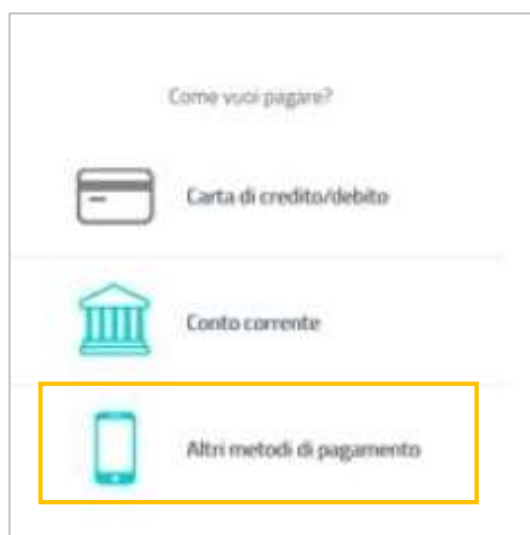 Come vuoi pagare?
Carta di credito/debito
Conto corrente
Altri metodi di pagamento